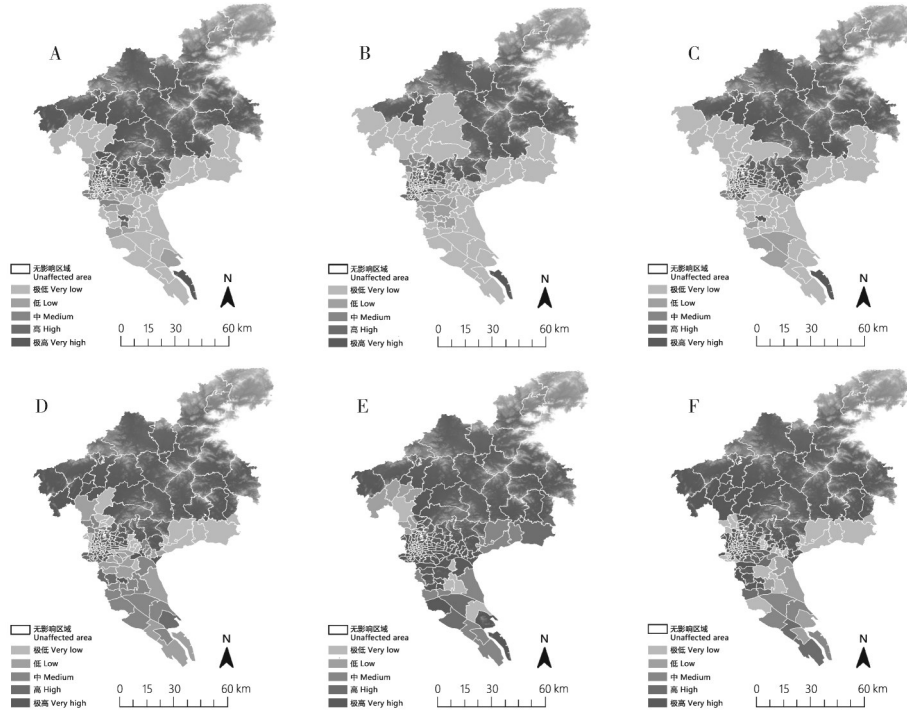 A
N
无影响区域
Unaffected area
极低 Very low
低 Low
中 Medium
高 High
极高 Very high
0 15 30 60 km
B
N
无影响区域
Unaffected area
极低 Very low
低 Low
中 Medium
高 High
极高 Very high
0 15 30 60 km
C
N
无影响区域
Unaffected area
极低 Very low
低 Low
中 Medium
高 High
极高 Very high
0 15 30 60 km
D
N
无影响区域
Unaffected area
极低 Very low
低 Low
中 Medium
高 High
极高 Very high
0 15 30 60 km
E
N
无影响区域
Unaffected area
极低 Very low
低 Low
中 Medium
高 High
极高 Very high
0 15 30 60 km
F
N
无影响区域
Unaffected area
极低 Very low
低 Low
中 Medium
高 High
极高 Very high
0 15 30 60 km